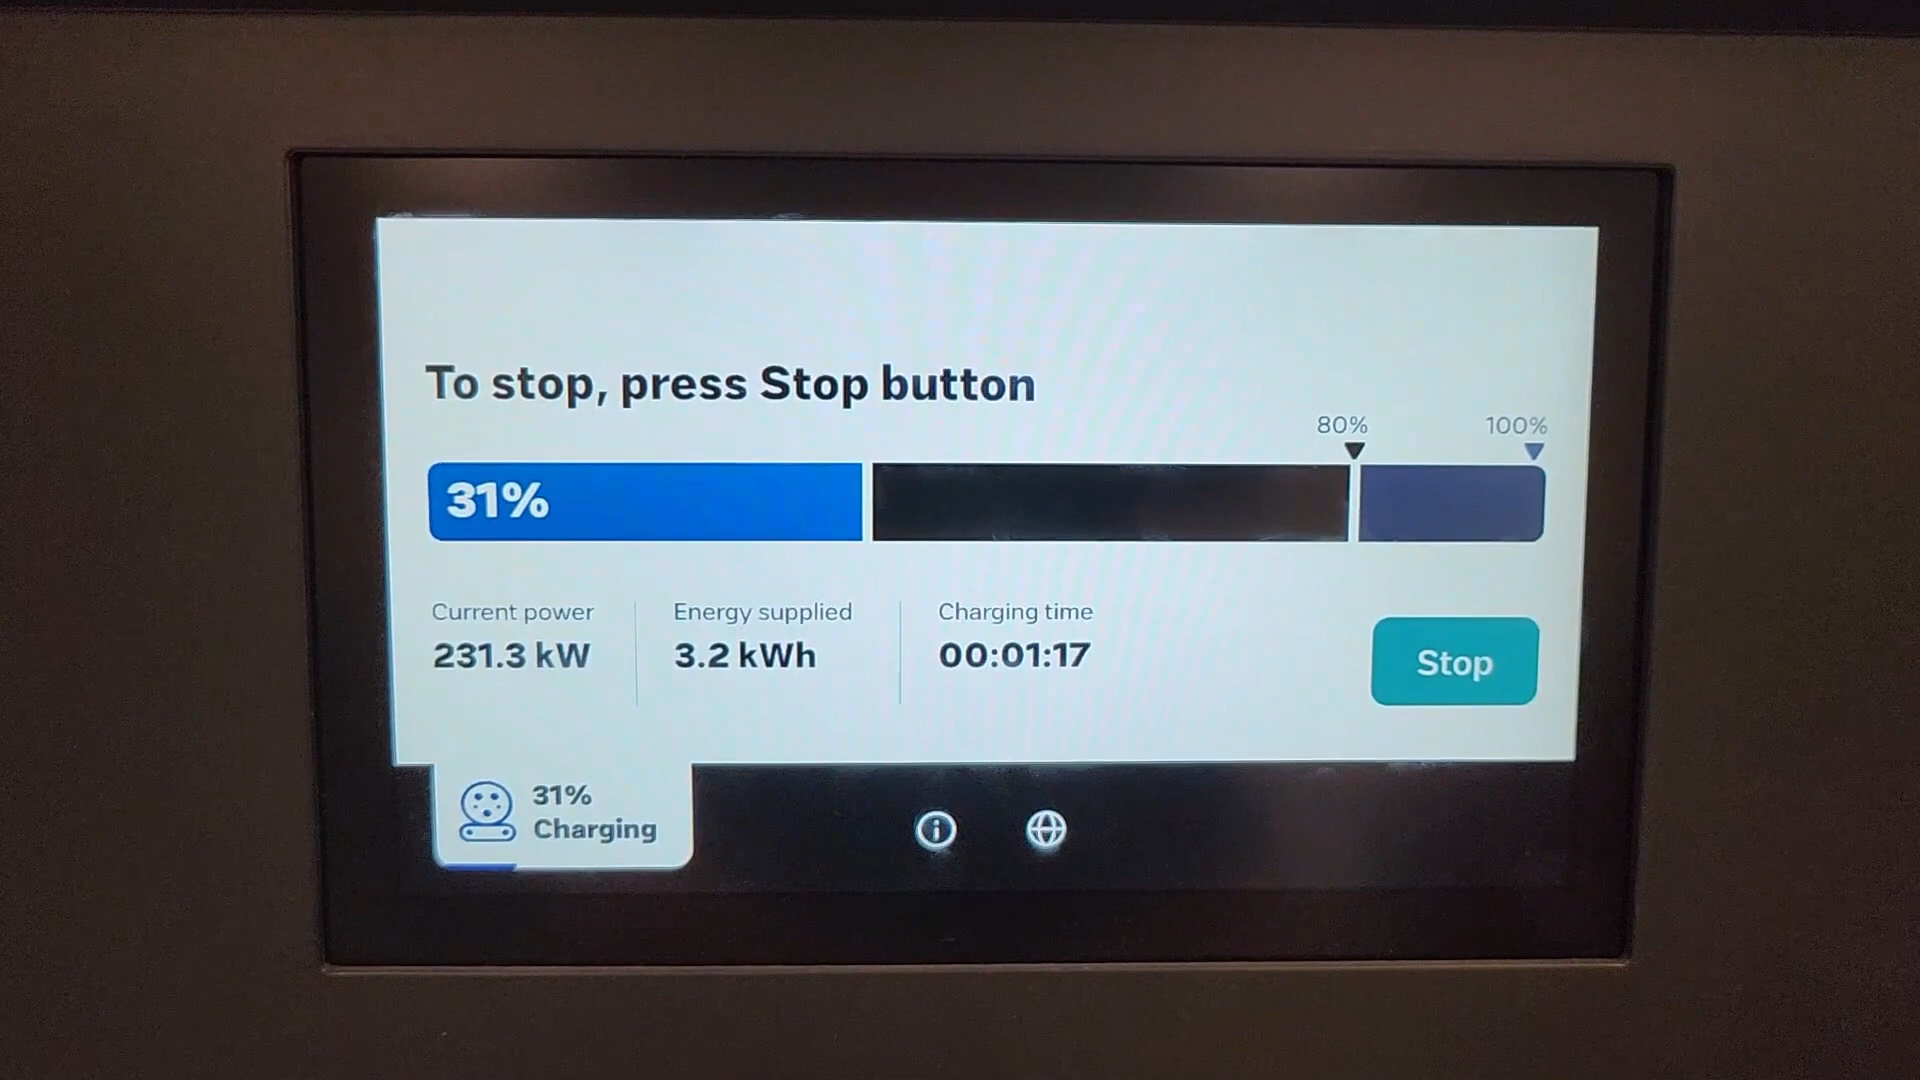 To stop, press Stop button
80% 100%
31%
Current power Energy supplied Charging time
231.3 kW 3.2 kWh 00:01:17
Stop
31%
Charging